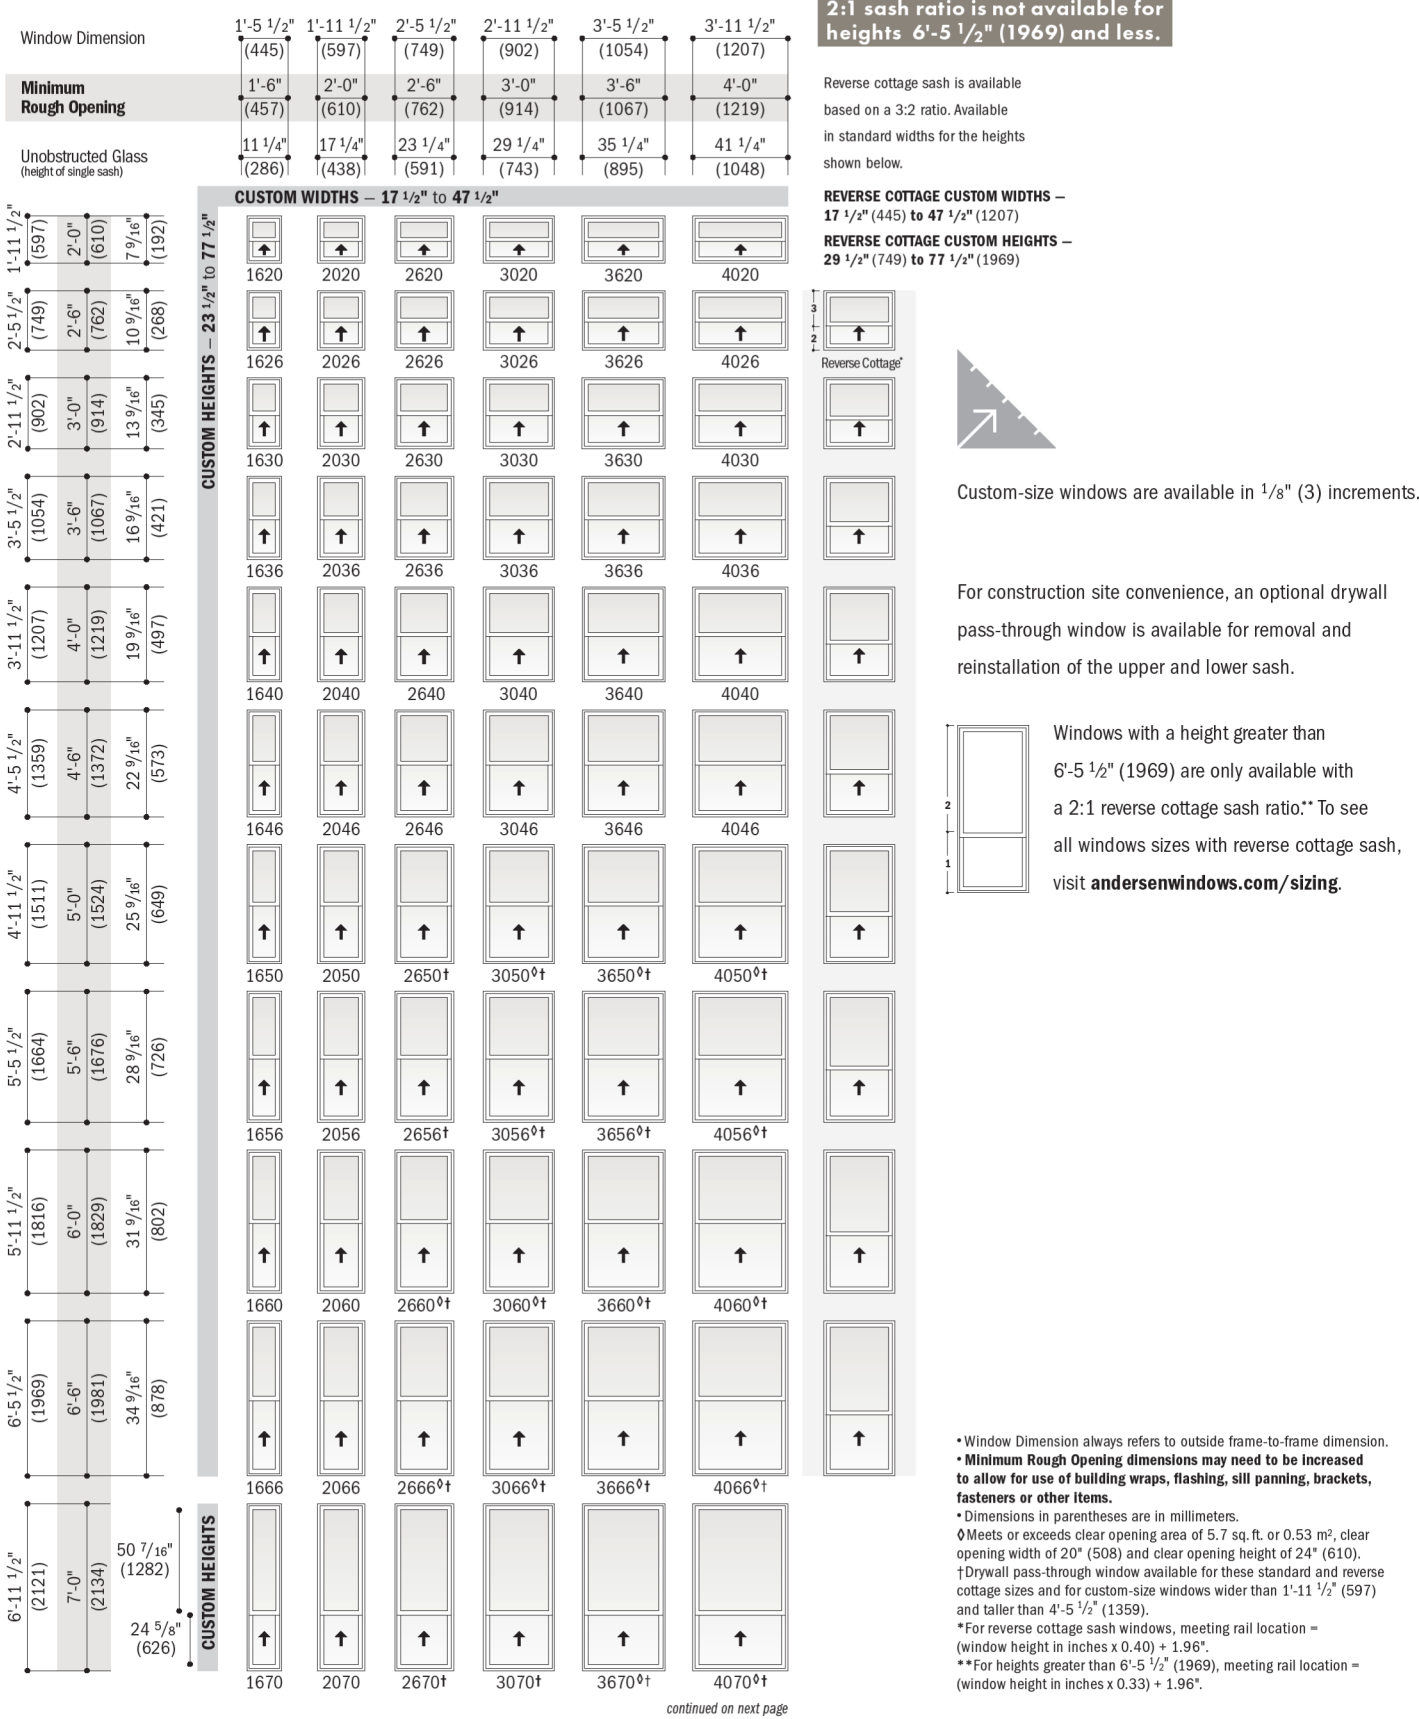 2:1 sash ratio is not available for
heights 6'-5 1/2" (1969) and less.
Window Dimension
1'-5 1/2" 1'-11 1/2" 2'-5 1/2" 2'-11 1/2" 3'-5 1/2" 3'-11 1/2"
(445) (597) (749) (902) (1054) (1207)
Minimum
Rough Opening
1'-6" 2'-0" 2'-6" 3'-0" 3'-6" 4'-0"
(457) (610) (762) (914) (1067) (1219)
Unobstructed Glass
(height of single sash)
11 1/4" 17 1/4" 23 1/4" 29 1/4" 35 1/4" 41 1/4"
(286) (438) (591) (743) (895) (1048)
CUSTOM WIDTHS – 17 1/2" to 47 1/2"
CUSTOM HEIGHTS – 23 1/2" to 77 1/2"
1'-11 1/2" (597) 2'-0" (610) 7 9/16" (192)
1620 2020 2620 3020 3620 4020
2'-5 1/2" (749) 2'-6" (762) 10 9/16" (268)
1626 2026 2626 3026 3626 4026
2'-11 1/2" (902) 3'-0" (914) 13 9/16" (345)
1630 2030 2630 3030 3630 4030
3'-5 1/2" (1054) 3'-6" (1067) 16 9/16" (421)
1636 2036 2636 3036 3636 4036
3'-11 1/2" (1207) 4'-0" (1219) 19 9/16" (497)
1640 2040 2640 3040 3640 4040
4'-5 1/2" (1359) 4'-6" (1372) 22 9/16" (573)
1646 2046 2646 3046 3646 4046
4'-11 1/2" (1511) 5'-0" (1524) 25 9/16" (649)
1650 2050 2650† 3050◊† 3650◊† 4050◊†
5'-5 1/2" (1664) 5'-6" (1676) 28 9/16" (726)
1656 2056 2656† 3056◊† 3656◊† 4056◊†
5'-11 1/2" (1816) 6'-0" (1829) 31 9/16" (802)
1660 2060 2660◊† 3060◊† 3660◊† 4060◊†
6'-5 1/2" (1969) 6'-6" (1981) 34 9/16" (878)
1666 2066 2666◊† 3066◊† 3666◊† 4066◊†
CUSTOM HEIGHTS
6'-11 1/2" (2121) 7'-0" (2134)
50 7/16"
(1282)
24 5/8"
(626)
1670 2070 2670† 3070† 3670◊† 4070◊†
continued on next page
Reverse cottage sash is available
based on a 3:2 ratio. Available
in standard widths for the heights
shown below.
REVERSE COTTAGE CUSTOM WIDTHS –
17 1/2" (445) to 47 1/2" (1207)
REVERSE COTTAGE CUSTOM HEIGHTS –
29 1/2" (749) to 77 1/2" (1969)
3
2
Reverse Cottage*
Custom-size windows are available in 1/8" (3) increments.
For construction site convenience, an optional drywall
pass-through window is available for removal and
reinstallation of the upper and lower sash.
2
1
Windows with a height greater than
6'-5 1/2" (1969) are only available with
a 2:1 reverse cottage sash ratio.** To see
all windows sizes with reverse cottage sash,
visit andersenwindows.com/sizing.
• Window Dimension always refers to outside frame-to-frame dimension.
• Minimum Rough Opening dimensions may need to be increased
to allow for use of building wraps, flashing, sill panning, brackets,
fasteners or other items.
• Dimensions in parentheses are in millimeters.
◊Meets or exceeds clear opening area of 5.7 sq. ft. or 0.53 m², clear
opening width of 20" (508) and clear opening height of 24" (610).
†Drywall pass-through window available for these standard and reverse
cottage sizes and for custom-size windows wider than 1'-11 1/2" (597)
and taller than 4'-5 1/2" (1359).
*For reverse cottage sash windows, meeting rail location =
(window height in inches x 0.40) + 1.96".
**For heights greater than 6'-5 1/2" (1969), meeting rail location =
(window height in inches x 0.33) + 1.96".